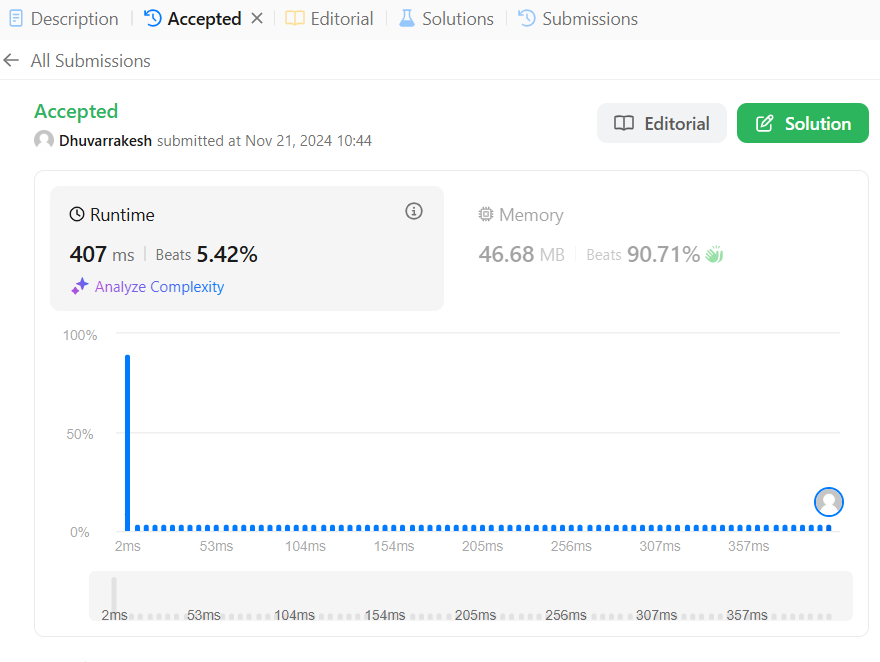 Description | Accepted Editorial Solutions Submissions
All Submissions
Accepted
Dhuvarrakesh submitted at Nov 21, 2024 10:44
Editorial
Solution
Runtime
407 ms Beats 5.42%
Analyze Complexity
Memory
46.68 MB Beats 90.71%
100%
50%
0%
2ms 53ms 104ms 154ms 205ms 256ms 307ms 357ms
2ms 53ms 104ms 154ms 205ms 256ms 307ms 357ms